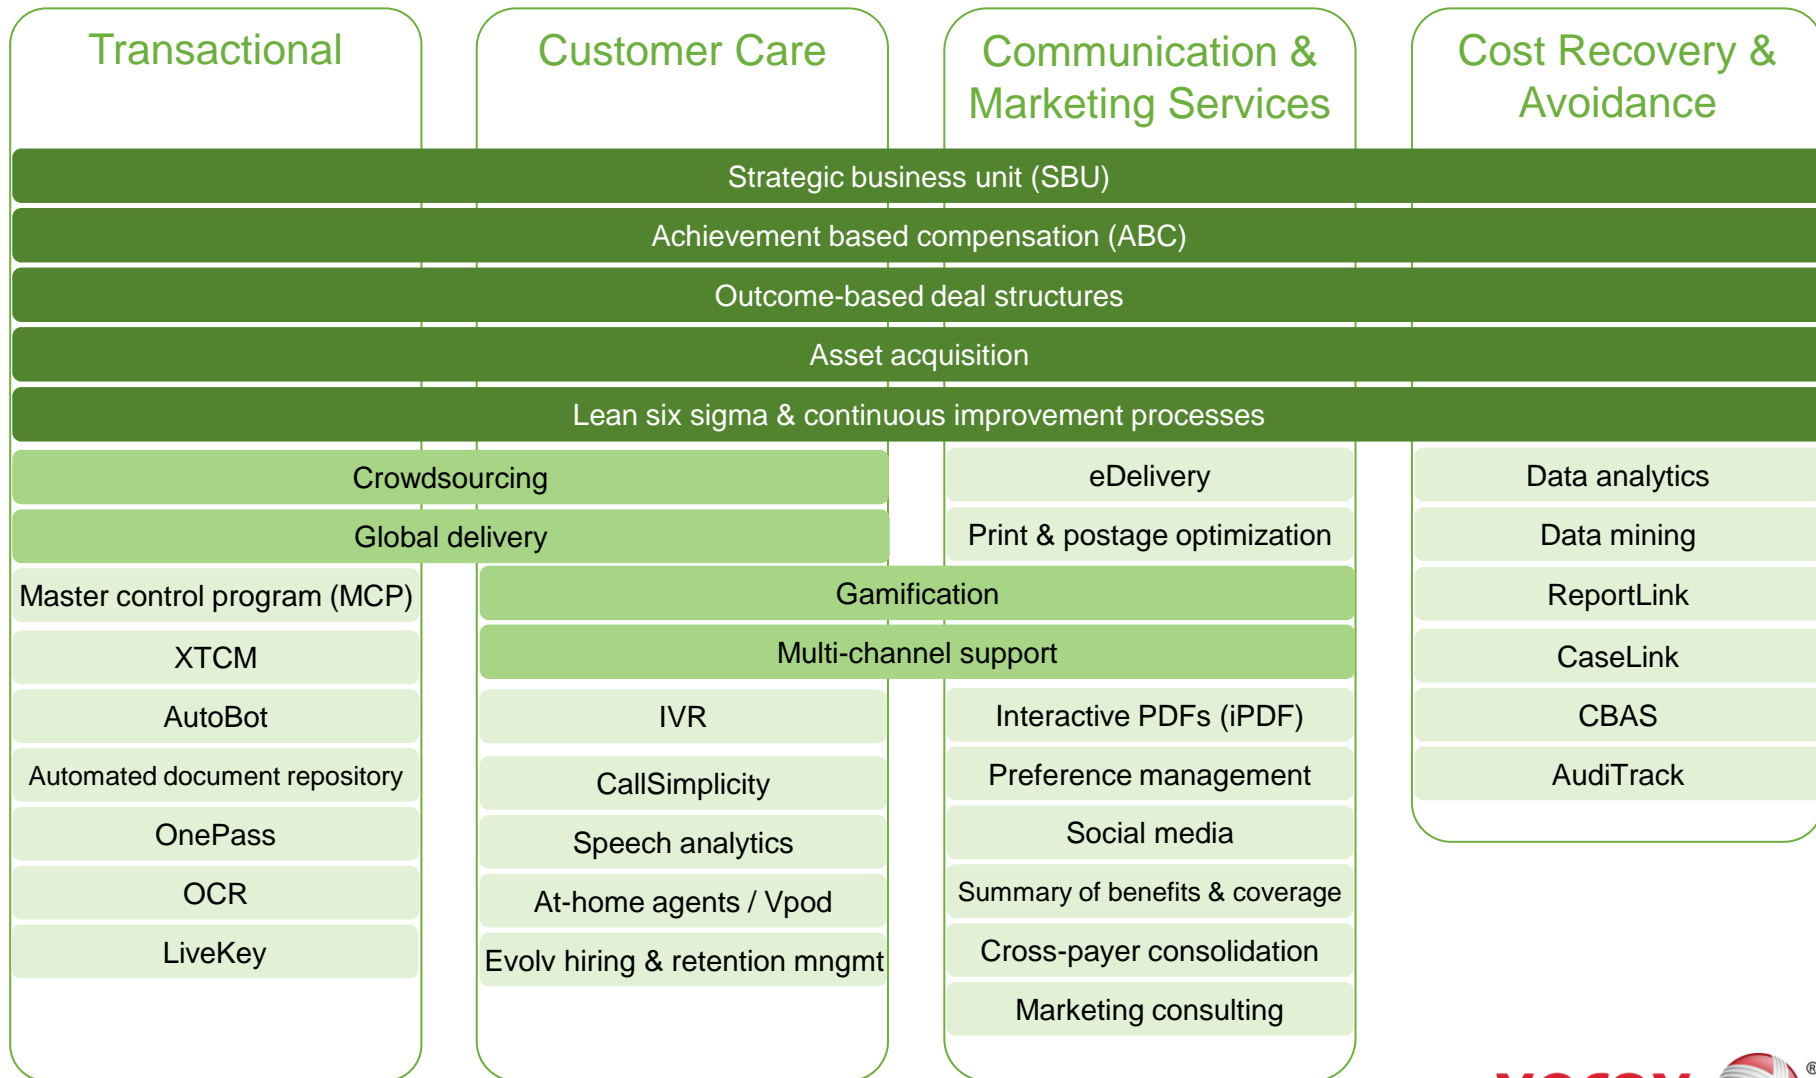 Transactional
Customer Care
Communication &
Marketing Services
Cost Recovery &
Avoidance
Strategic business unit (SBU)
Achievement based compensation (ABC)
Outcome-based deal structures
Asset acquisition
Lean six sigma & continuous improvement processes
Crowdsourcing
Global delivery
Master control program (MCP)
XTCM
AutoBot
Automated document repository
OnePass
OCR
LiveKey
Gamification
Multi-channel support
IVR
CallSimplicity
Speech analytics
At-home agents / Vpod
Evolv hiring & retention mngmt
eDelivery
Print & postage optimization
Interactive PDFs (iPDF)
Preference management
Social media
Summary of benefits & coverage
Cross-payer consolidation
Marketing consulting
Data analytics
Data mining
ReportLink
CaseLink
CBAS
AudiTrack
xerox ®